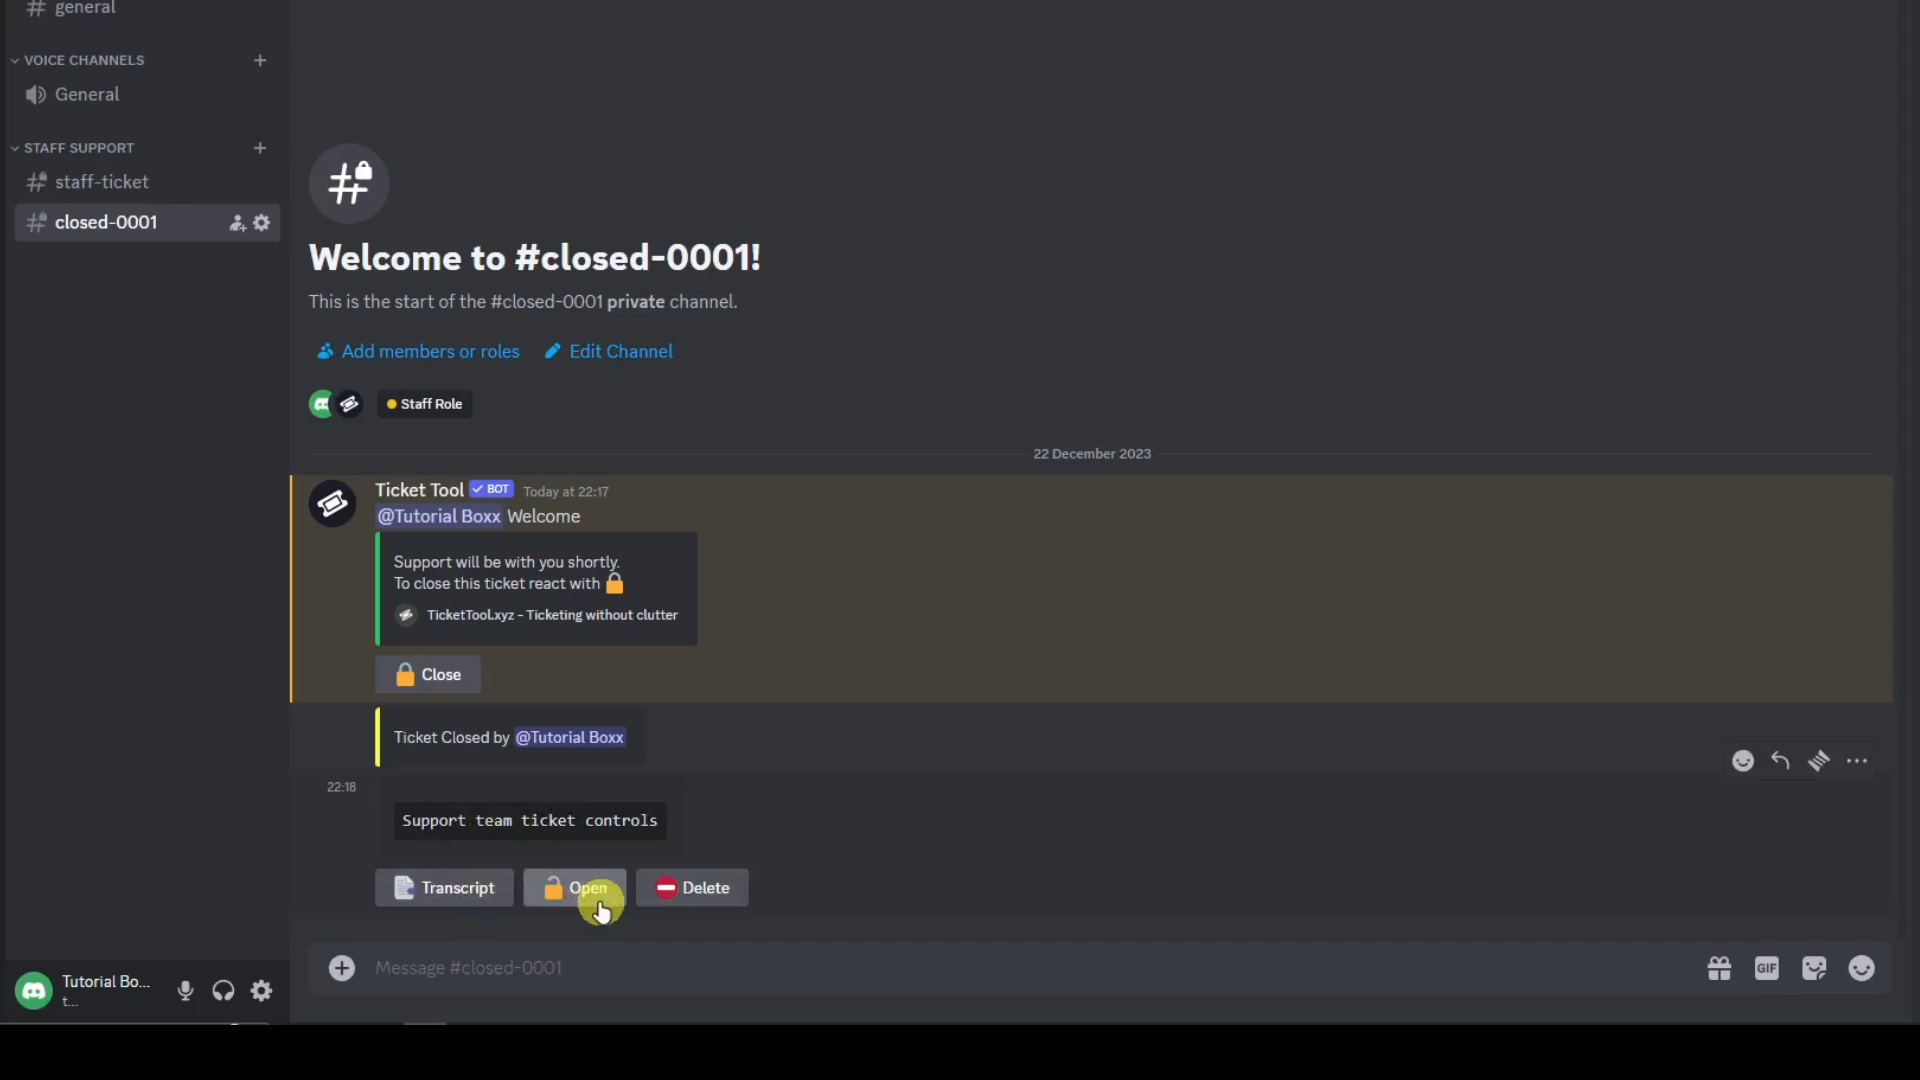 general
VOICE CHANNELS
General
STAFF SUPPORT
staff-ticket
closed-0001
Welcome to #closed-0001!
This is the start of the #closed-0001 private channel.
Add members or roles Edit Channel
Staff Role
22 December 2023
Ticket Tool BOT Today at 22:17
@Tutorial Boxx Welcome
Support will be with you shortly.
To close this ticket react with
TicketTool.xyz - Ticketing without clutter
Close
Ticket Closed by @Tutorial Boxx
22:18
Support team ticket controls
Transcript Open Delete
Message #closed-0001
GIF
Tutorial Bo...
t...